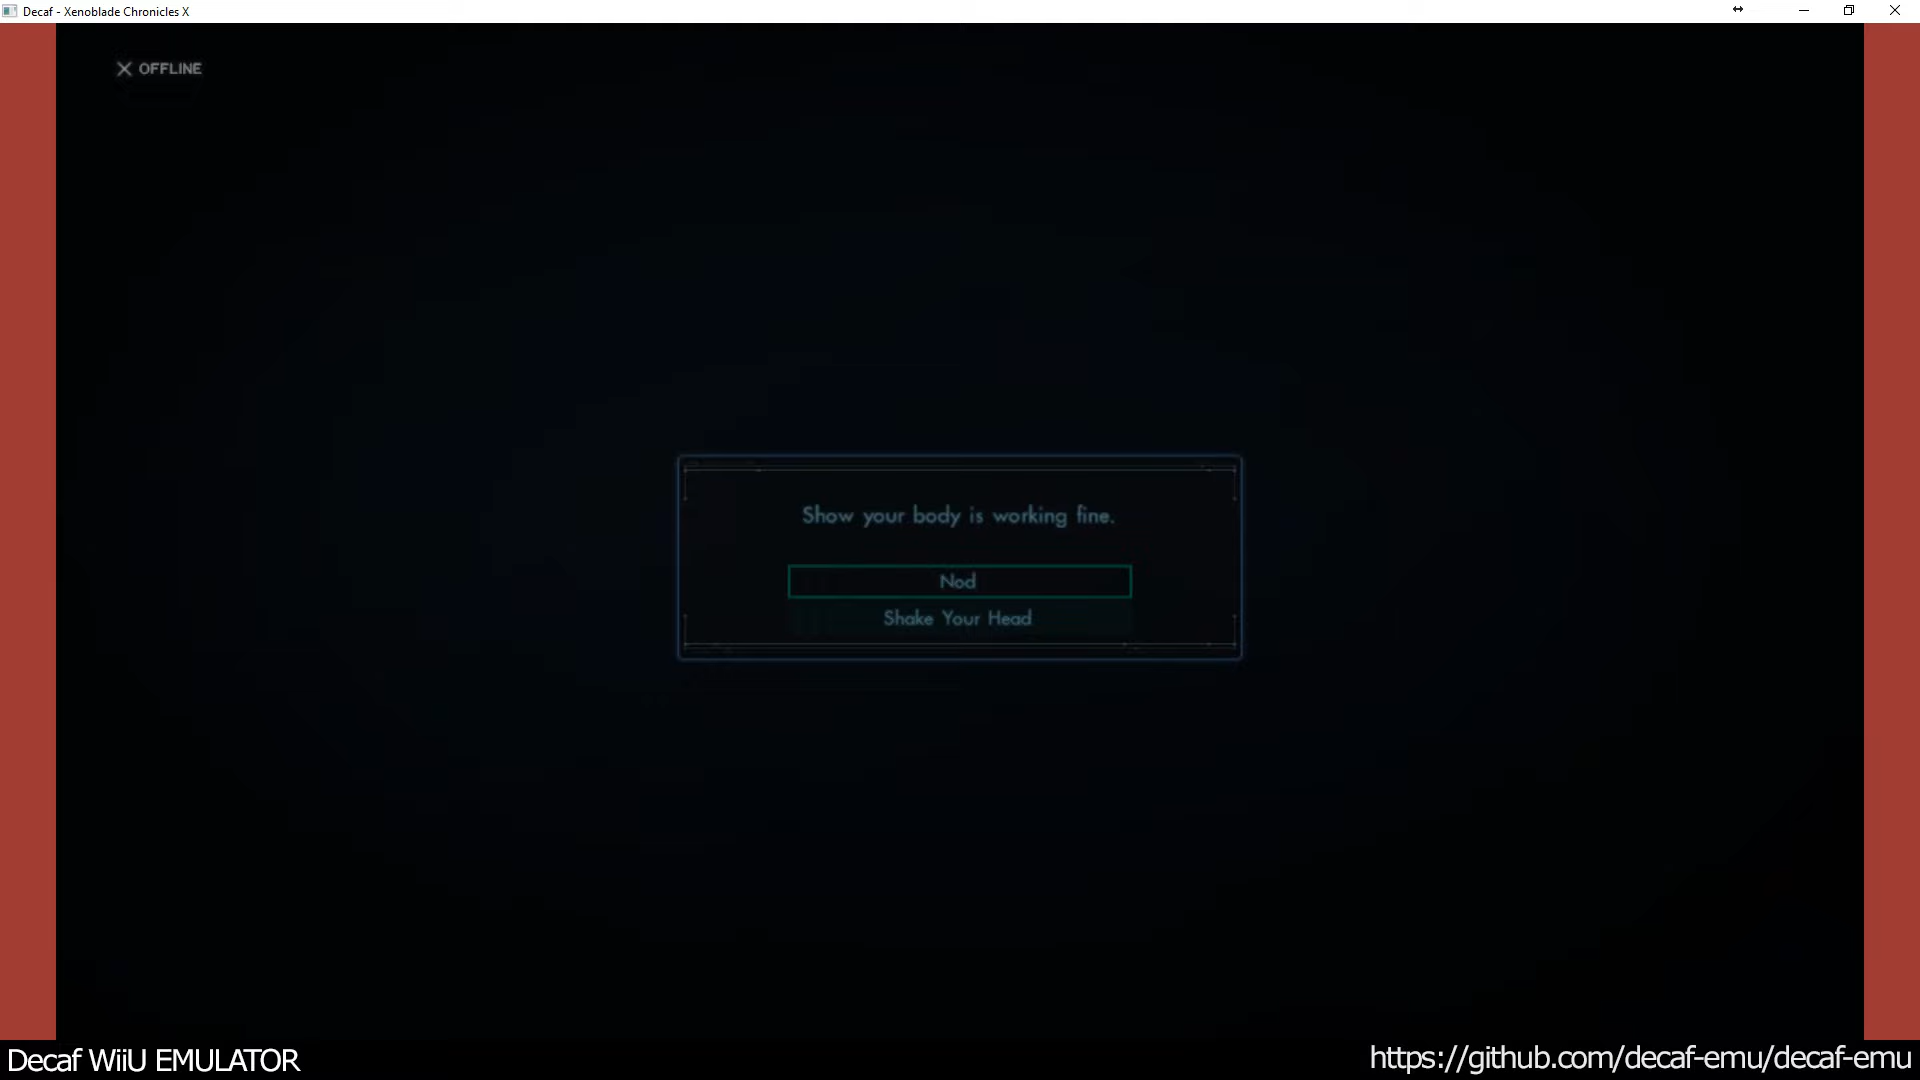 Decaf - Xenoblade Chronicles X
OFFLINE
Show your body is working fine.
Nod
Shake Your Head
Decaf WiiU EMULATOR
https://github.com/decaf-emu/decaf-emu